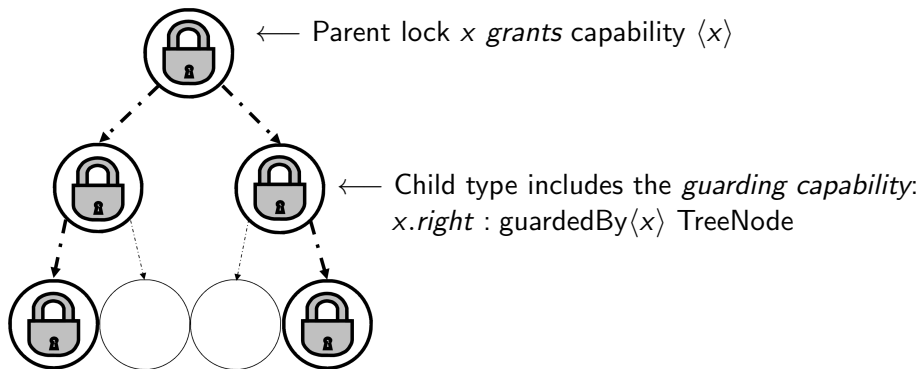 ⟵ Parent lock x grants capability ⟨x⟩
⟵ Child type includes the guarding capability:
x.right : guardedBy⟨x⟩ TreeNode